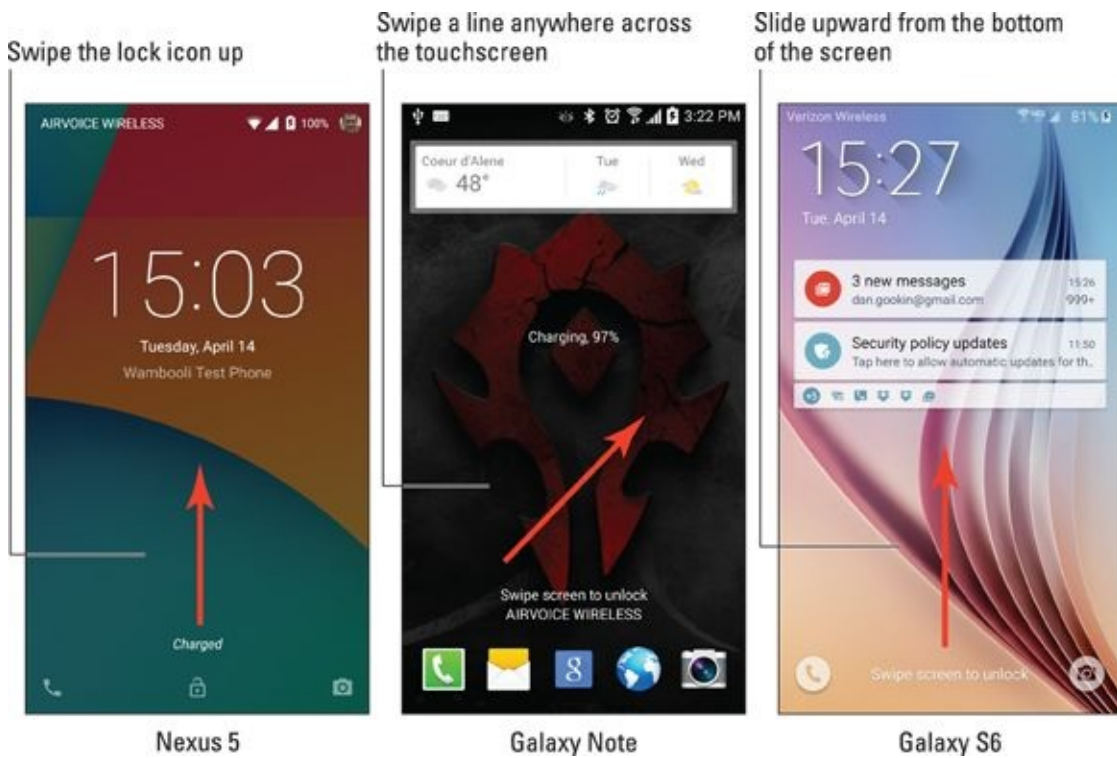 Swipe the lock icon up
Swipe a line anywhere across
the touchscreen
Slide upward from the bottom
of the screen
AIRVOICE WIRELESS
100%
15:03
Tuesday, April 14
Wambooli Test Phone
Charged
Nexus 5
3:22 PM
Coeur d'Alene
48°
Tue
Wed
Charging, 97%
Swipe screen to unlock
AIRVOICE WIRELESS
8
Galaxy Note
Verizon Wireless
81%
15:27
Tue, April 14
3 new messages
15:26
dan.gookin@gmail.com
999+
Security policy updates
11:50
Tap here to allow automatic updates for th..
+3
Swipe screen to unlock
Galaxy S6